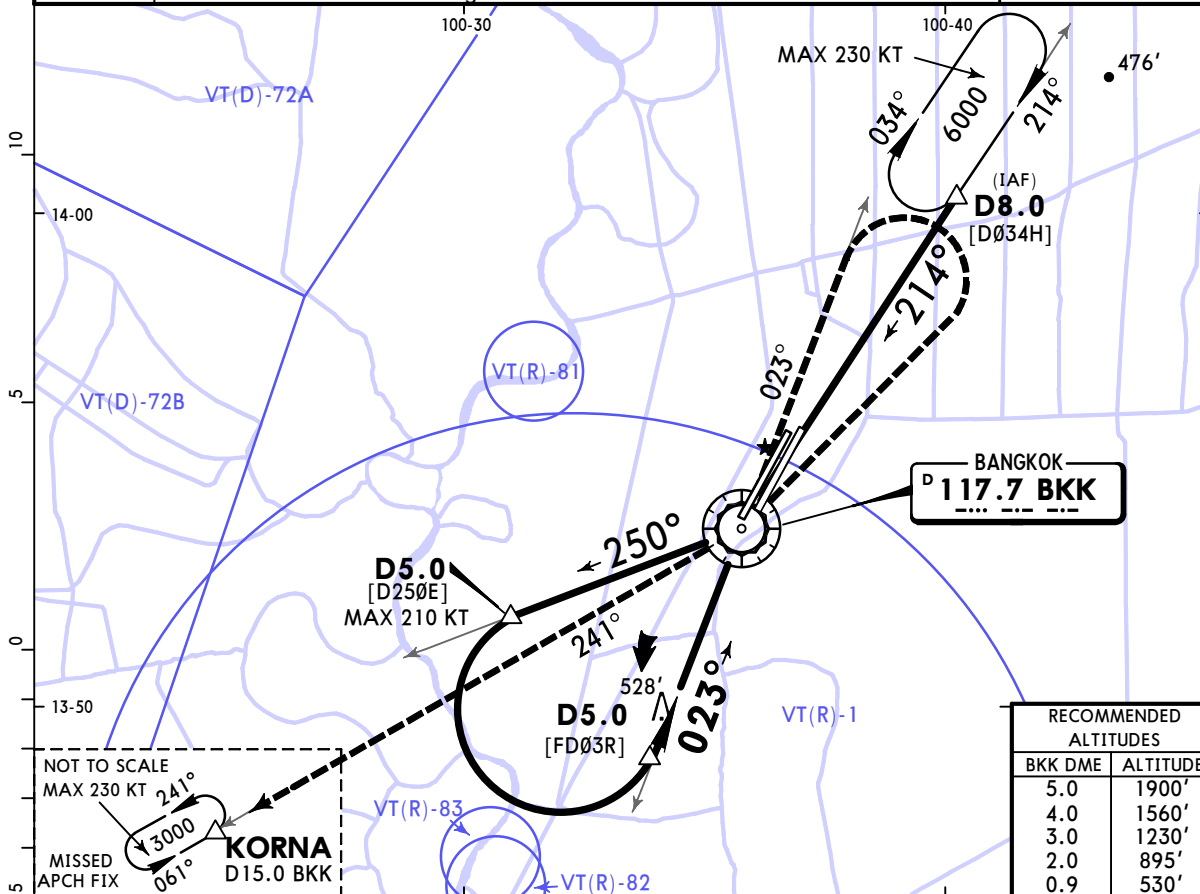 100-30
100-40
MAX 230 KT
476'
VT(D)-72A
034°
6000
214°
10
(IAF)
D8.0
[DØ34H]
14-00
214°
VT(R)-81
023°
5
VT(D)-72B
BANGKOK
D 117.7 BKK
250°
D5.0
[D25ØE]
MAX 210 KT
241°
0
528'
D5.0
[FDØ3R]
023°
13-50
VT(R)-1
RECOMMENDED
ALTITUDES
BKK DME ALTITUDE
5.0 1900'
4.0 1560'
3.0 1230'
2.0 895'
0.9 530'
NOT TO SCALE
MAX 230 KT
241°
3000
061°
KORNA
D15.0 BKK
MISSED
APCH FIX
VT(R)-83
VT(R)-82
5